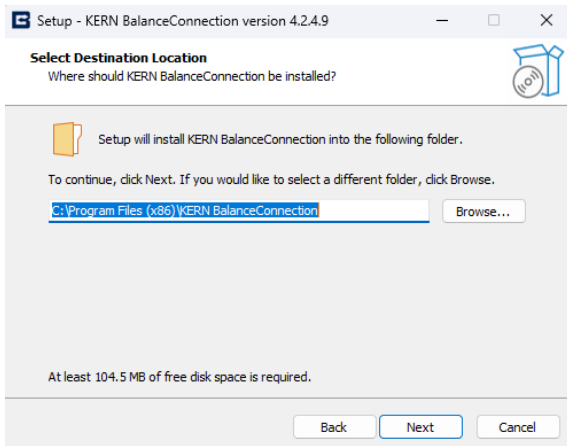 Setup - KERN BalanceConnection version 4.2.4.9
Select Destination Location
Where should KERN BalanceConnection be installed?
Setup will install KERN BalanceConnection into the following folder.
To continue, click Next. If you would like to select a different folder, click Browse.
C:\Program Files (x86)\KERN BalanceConnection
Browse...
At least 104.5 MB of free disk space is required.
Back
Next
Cancel